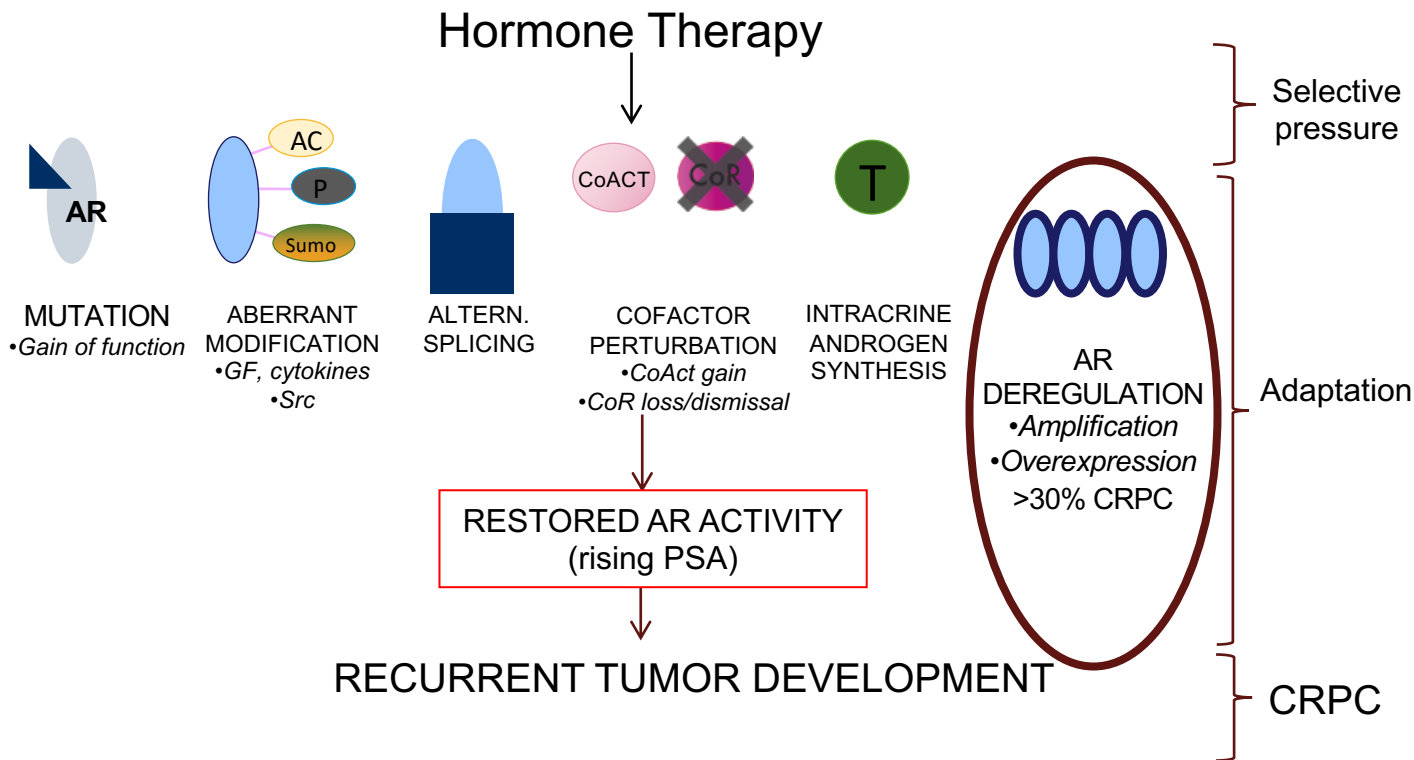 Hormone Therapy
Selective
pressure
AR
AC
P
Sumo
CoACT
CoR
T
MUTATION
•Gain of function
ABERRANT
MODIFICATION
•GF, cytokines
•Src
ALTERN.
SPLICING
COFACTOR
PERTURBATION
•CoAct gain
•CoR loss/dismissal
INTRACRINE
ANDROGEN
SYNTHESIS
AR
DEREGULATION
•Amplification
•Overexpression
>30% CRPC
Adaptation
RESTORED AR ACTIVITY
(rising PSA)
RECURRENT TUMOR DEVELOPMENT
CRPC